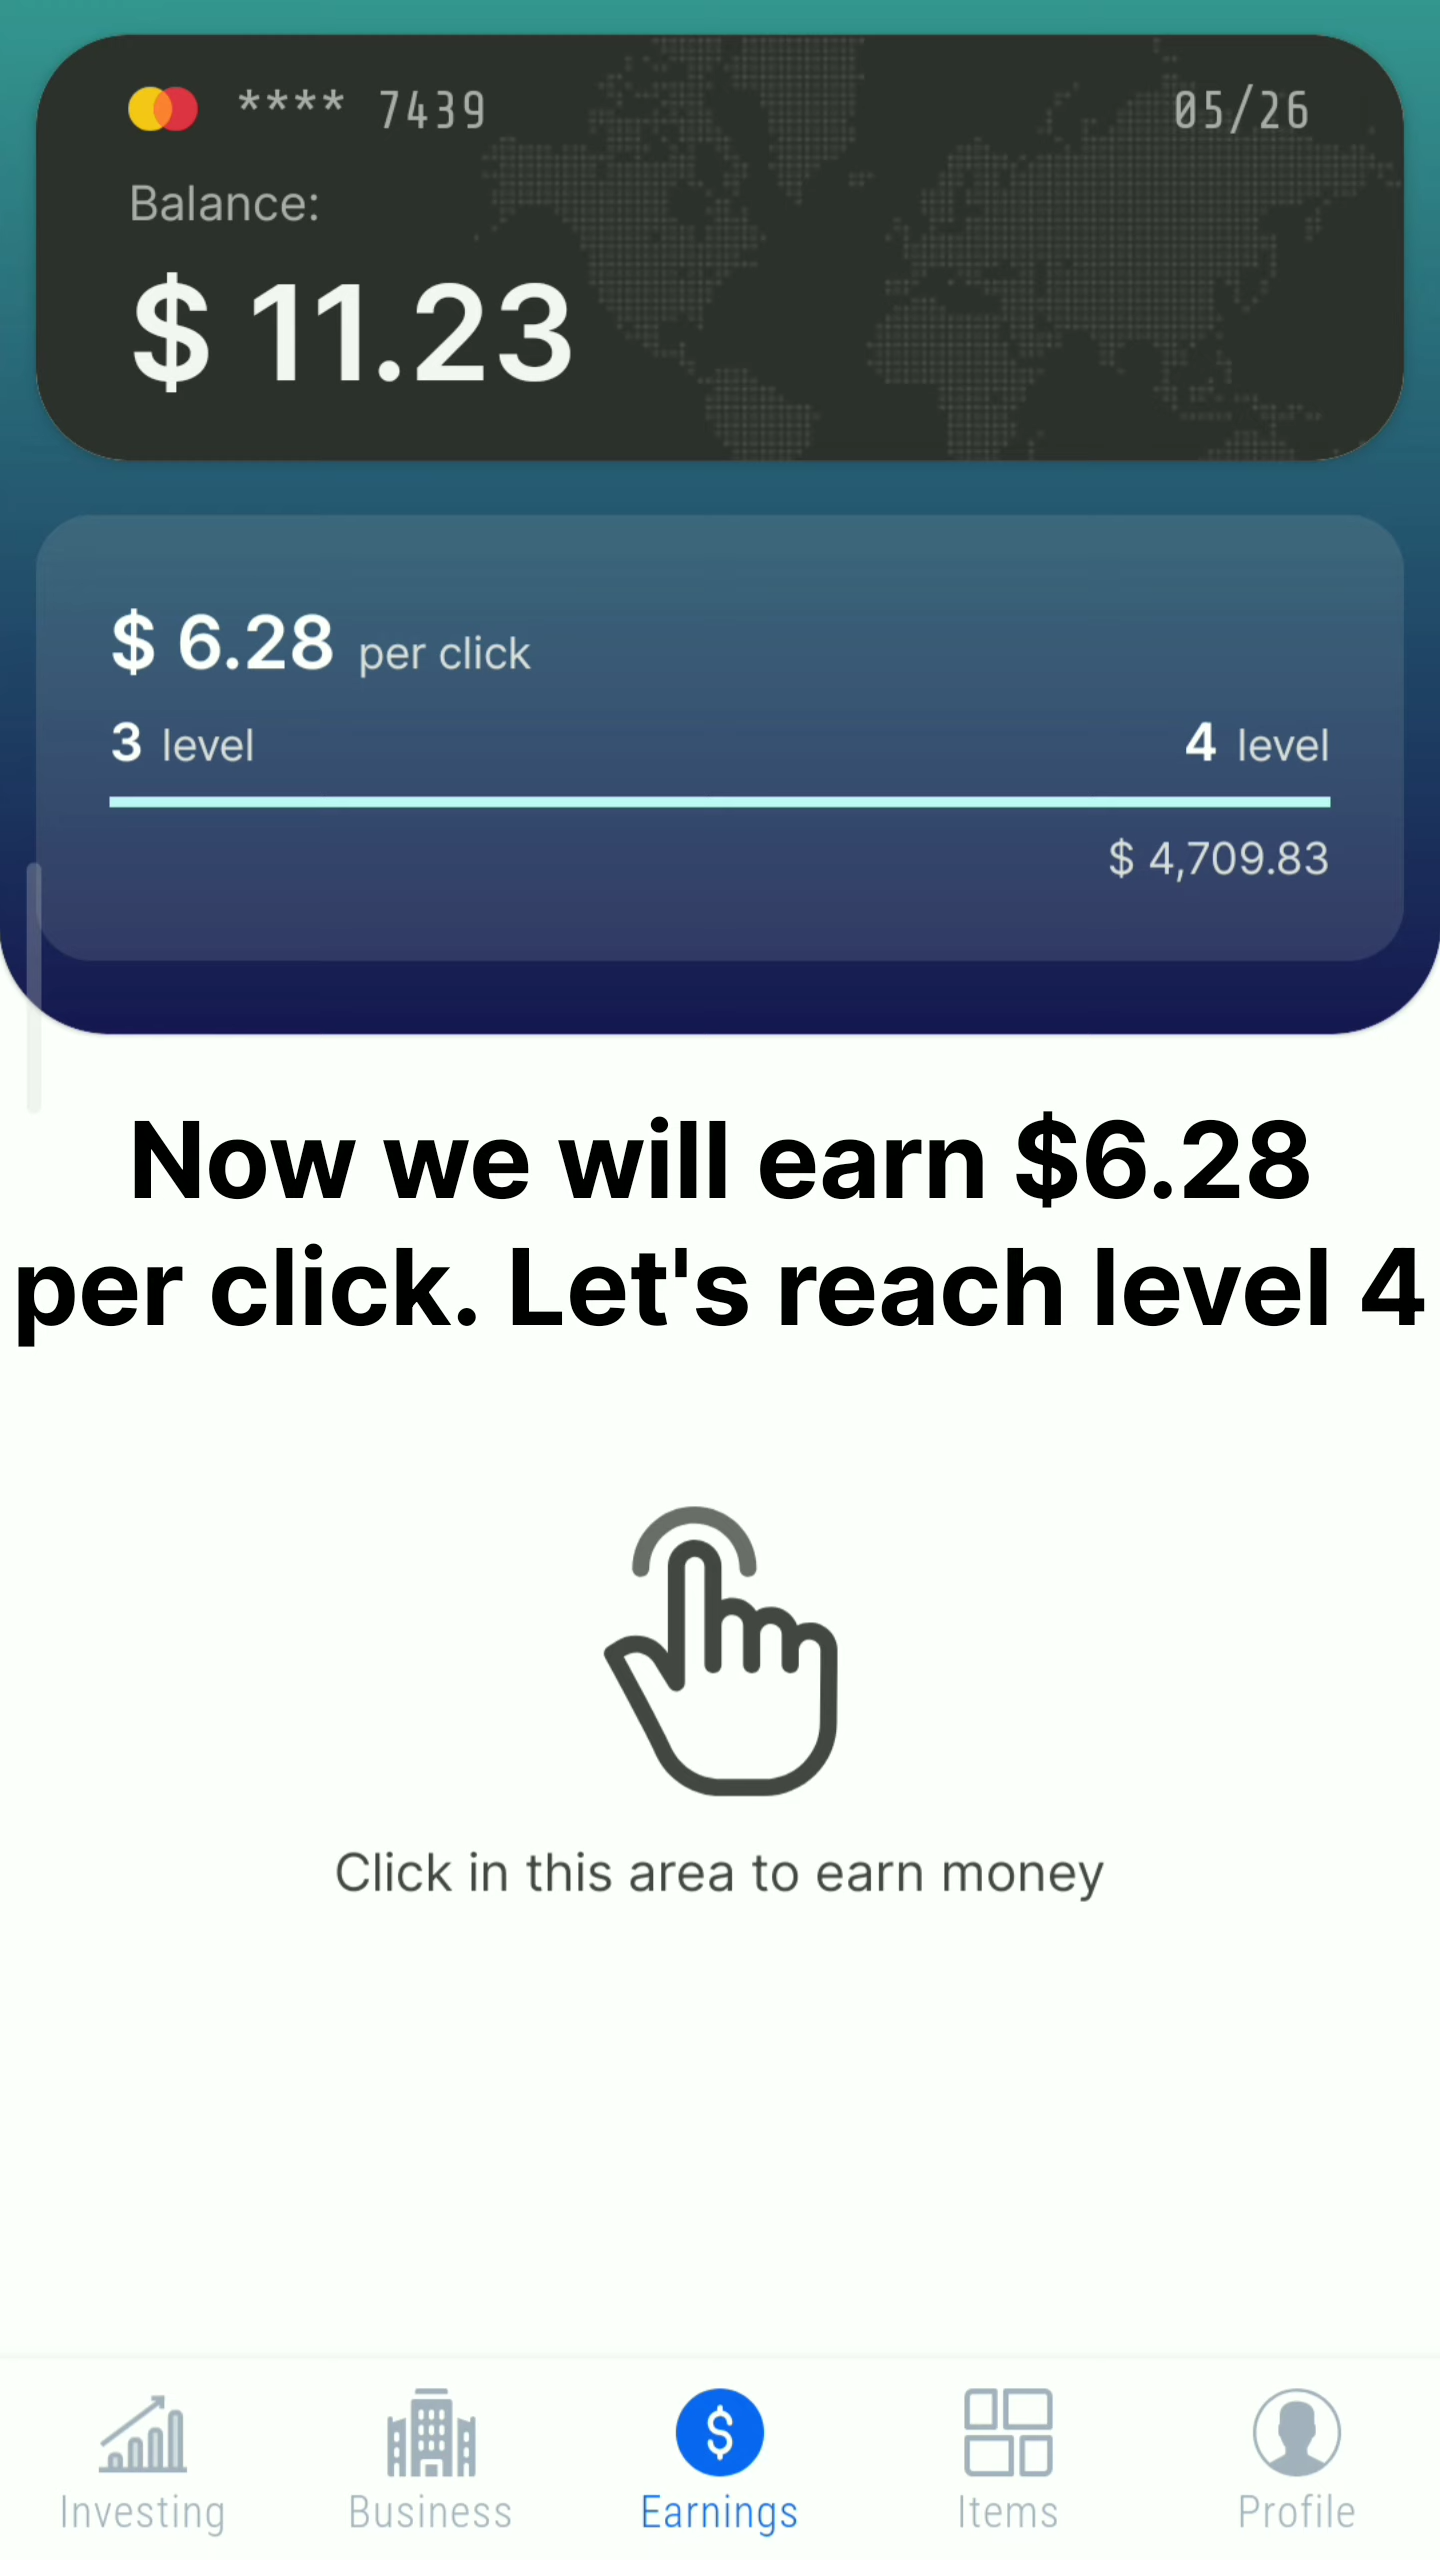 **** 7439 05/26
Balance:
$ 11.23
$ 6.28 per click
3 level 4 level
$ 4,709.83
Now we will earn $6.28
per click. Let's reach level 4
Click in this area to earn money
Investing Business Earnings Items Profile